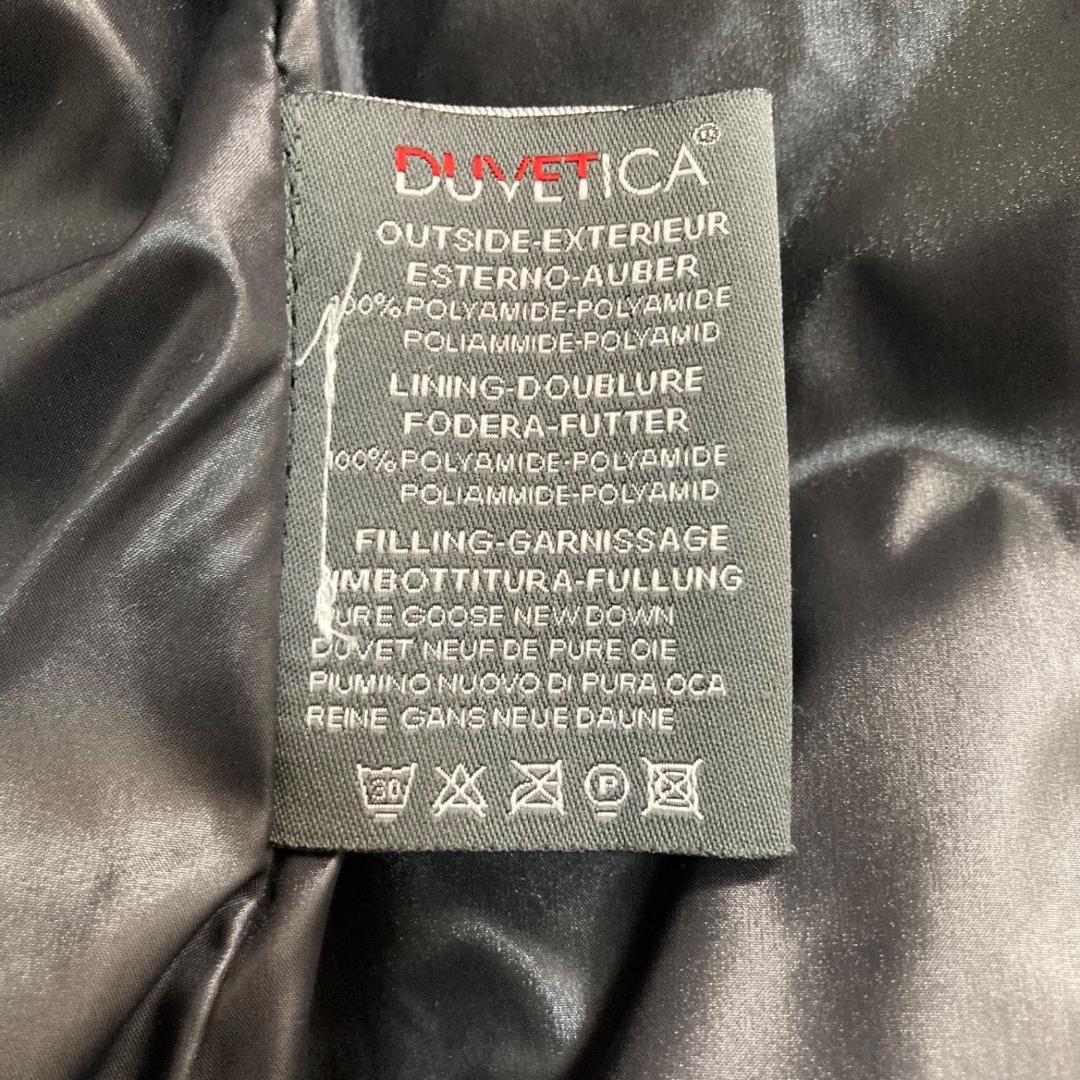 DUVETICA®
OUTSIDE-EXTERIEUR
ESTERNO-AUBER
100%POLYAMIDE-POLYAMIDE
POLIAMMIDE-POLYAMID
LINING-DOUBLURE
FODERA-FUTTER
100%POLYAMIDE-POLYAMIDE
POLIAMMIDE-POLYAMID
FILLING-GARNISSAGE
IMBOTTITURA-FULLUNG
PURE GOOSE NEW DOWN
DUVET NEUF DE PURE OIE
PIUMINO NUOVO DI PURA OCA
REINE GANS NEUE DAUNE
30 P